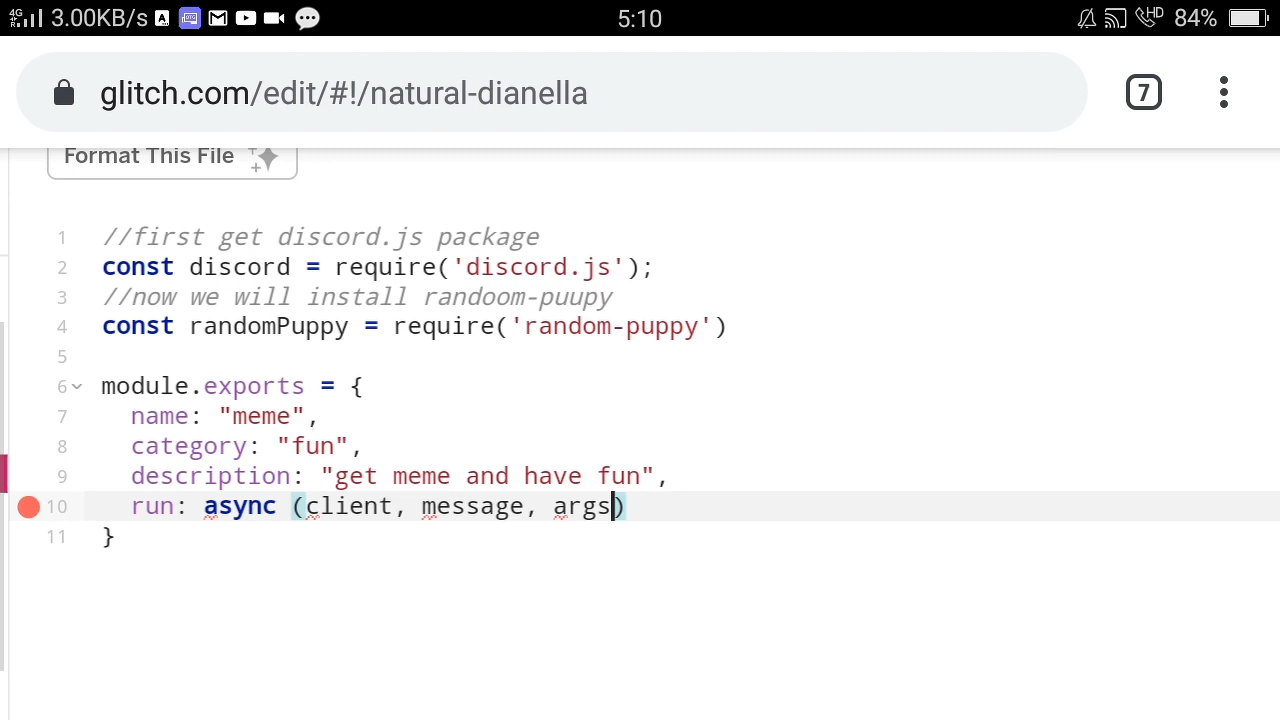 4G R 3.00KB/s A 5:10 HD 84%
glitch.com/edit/#!/natural-dianella 7
Format This File
1 //first get discord.js package
2 const discord = require('discord.js');
3 //now we will install randoom-puupy
4 const randomPuppy = require('random-puppy')
5
6 module.exports = {
7 name: "meme",
8 category: "fun",
9 description: "get meme and have fun",
10 run: async (client, message, args)
11 }